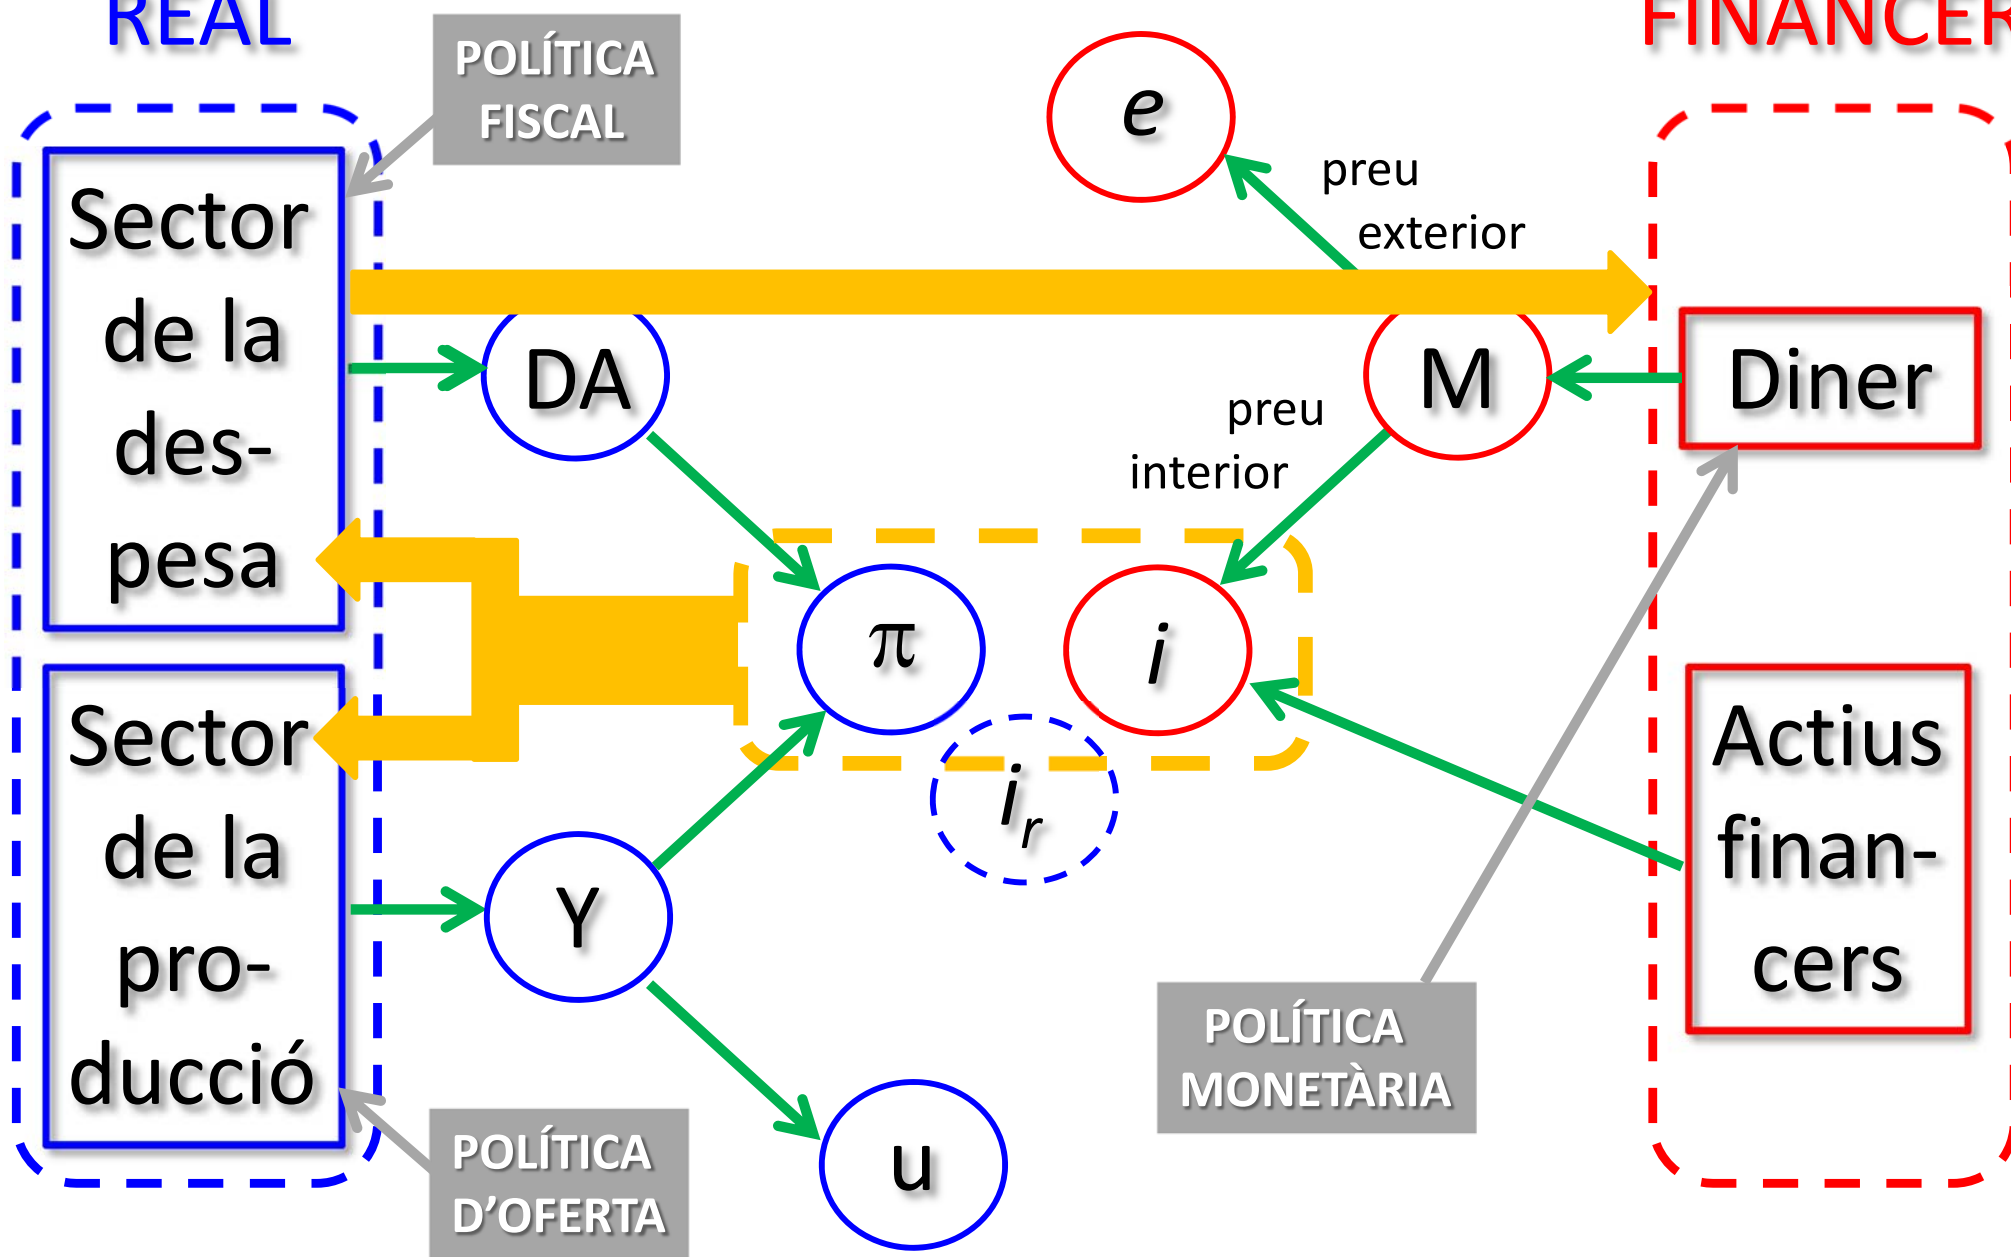 REAL
FINANCER
POLÍTICA
FISCAL
e
preu
exterior
Sector
de la
des-
pesa
DA
M
Diner
preu
interior
π
i
i r
Sector
de la
pro-
ducció
Y
Actius
finan-
cers
POLÍTICA
MONETÀRIA
POLÍTICA
D’OFERTA
u